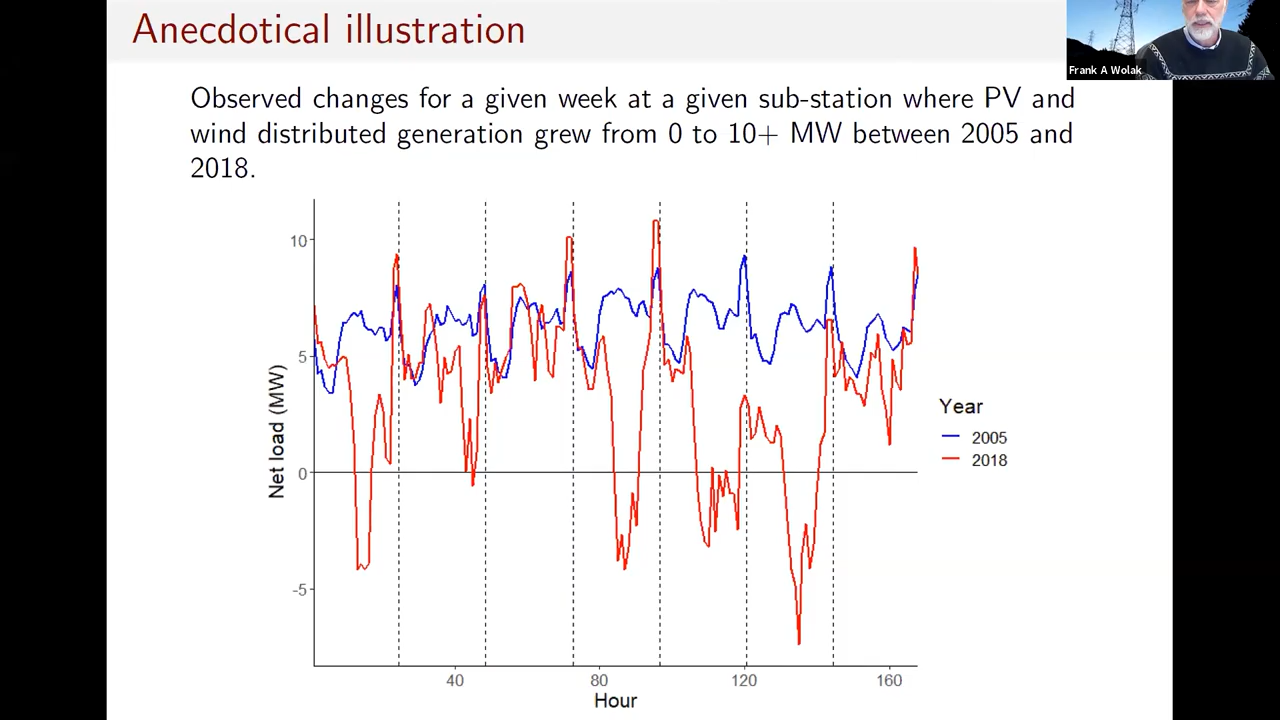 Anecdotical illustration
Frank A Wolak
Observed changes for a given week at a given sub-station where PV and
wind distributed generation grew from 0 to 10+ MW between 2005 and
2018.
10
5
0
-5
Net load (MW)
40
80
120
160
Hour
Year
2005
2018